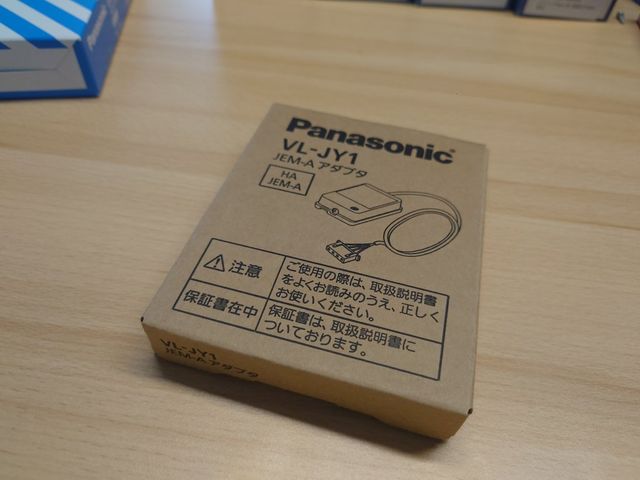 Panasonic
Panasonic
VL-JY1
JEM-Aアダプタ
HA
JEM-A
注意
ご使用の際は、取扱説明書
をよくお読みのうえ、正しく
お使いください。
保証書在中
保証書は、取扱説明書に
ついております。
VL-JY1
JEM-Aアダプタ